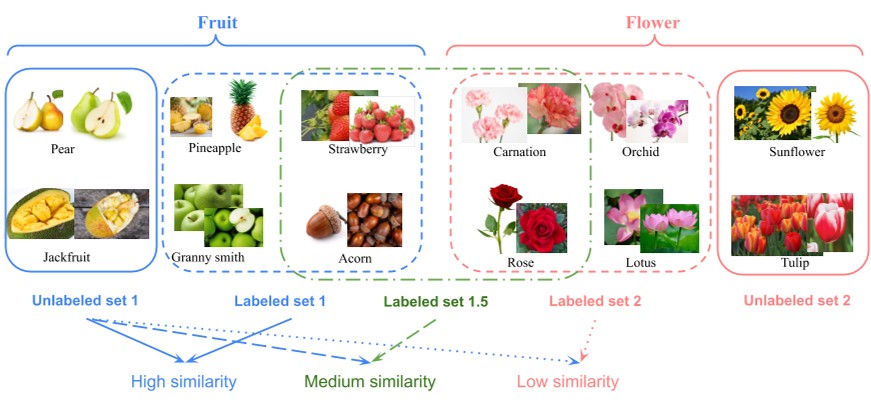 Fruit
Flower
Pear
Pineapple
Strawberry
Carnation
Orchid
Sunflower
Jackfruit
Granny smith
Acorn
Rose
Lotus
Tulip
Unlabeled set 1
Labeled set 1
Labeled set 1.5
Labeled set 2
Unlabeled set 2
High similarity
Medium similarity
Low similarity